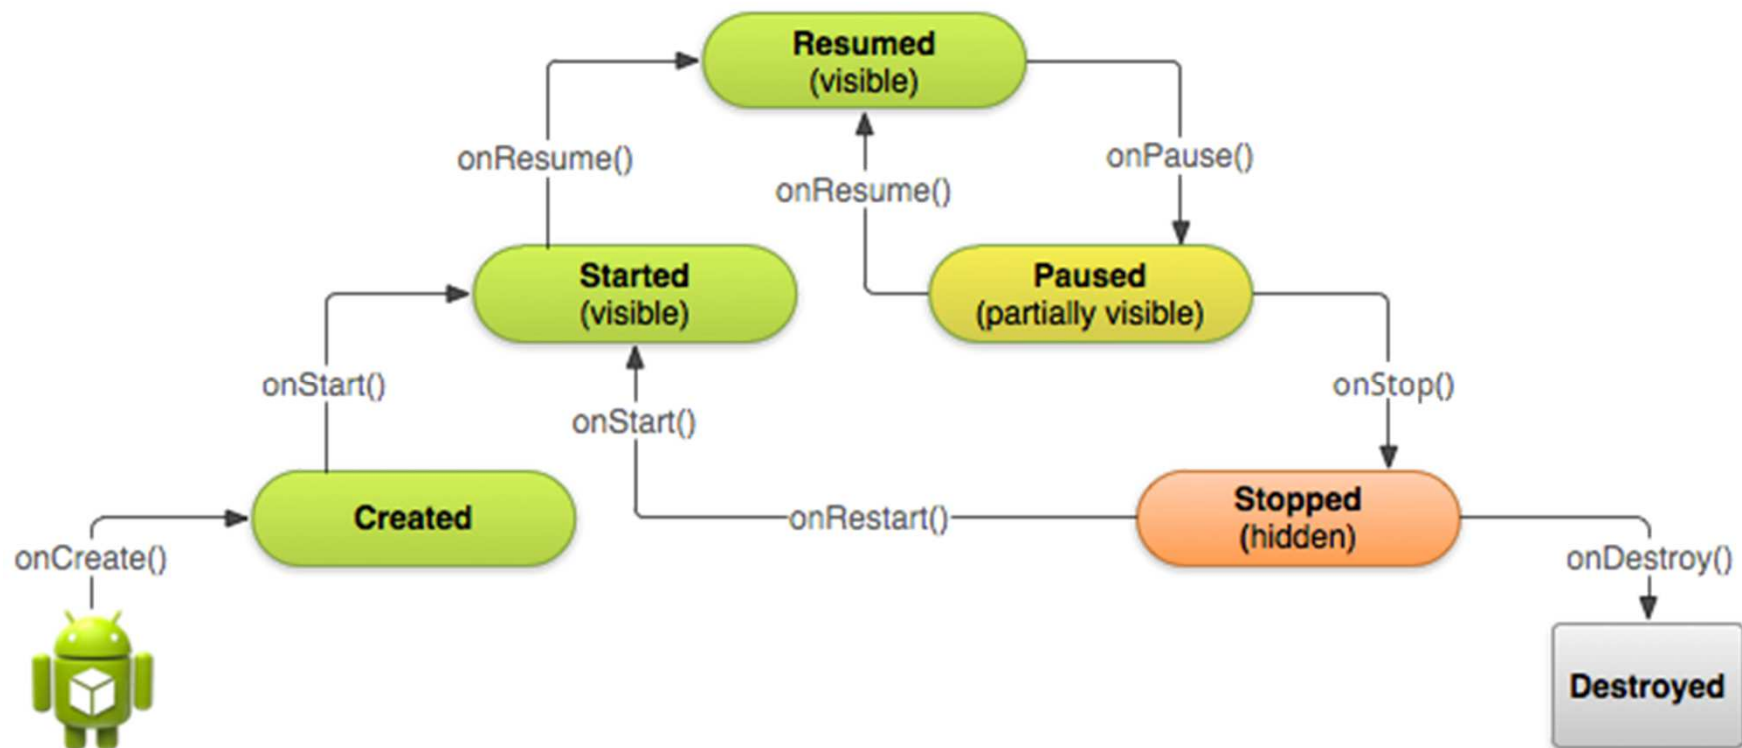 Resumed
(visible)
onResume()
onPause()
onResume()
Started
(visible)
Paused
(partially visible)
onStart()
onStop()
onStart()
Created
Stopped
(hidden)
onRestart()
onCreate()
onDestroy()
Destroyed